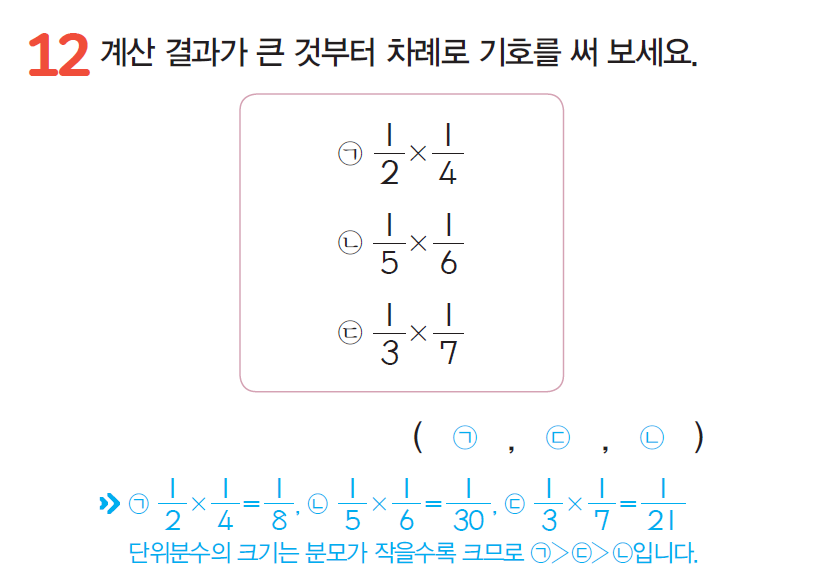 12 계산 결과가 큰 것부터 차례로 기호를 써 보세요.
㉠ 1/2 × 1/4
㉡ 1/5 × 1/6
㉢ 1/3 × 1/7
( ㉠ , ㉢ , ㉡ )
» ㉠ 1/2 × 1/4 = 1/8, ㉡ 1/5 × 1/6 = 1/30, ㉢ 1/3 × 1/7 = 1/21
단위분수의 크기는 분모가 작을수록 크므로 ㉠>㉢>㉡입니다.